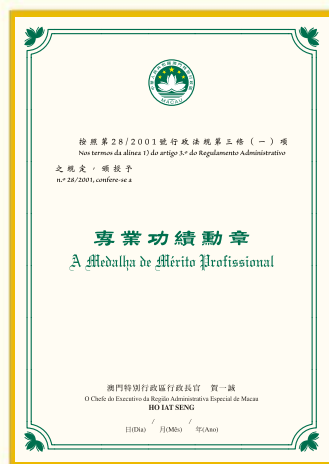 MACAU
按照第28/2001號行政法規第三條(一)項
Nos termos da alínea 1) do artigo 3.º do Regulamento Administrativo
之規定,頒授予
n.º 28/2001, confere-se a
專業功績勳章
A Medalha de Mérito Profissional
澳門特別行政區行政長官 賀一誠
O Chefe do Executivo da Região Administrativa Especial de Macau
HO IAT SENG
/ /
日(Dia) 月(Mês) 年(Ano)